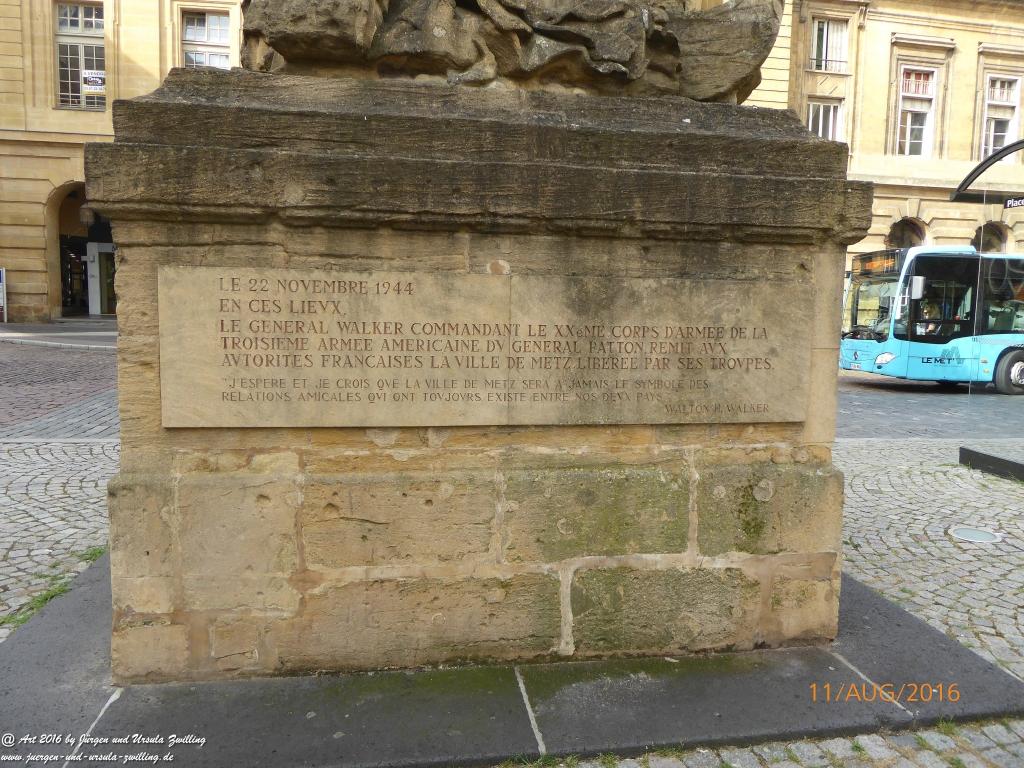 LE 22 NOVEMBRE 1944
EN CES LIEVX,
LE GENERAL WALKER COMMANDANT LE XXèME CORPS D'ARMEE DE LA
TROISIEME ARMEE AMERICAINE DV GENERAL PATTON, REMIT AVX
AVTORITES FRANCAISES LA VILLE DE METZ LIBEREE PAR SES TROVPES.
"J'ESPERE ET JE CROIS QVE LA VILLE DE METZ SERA A JAMAIS LE SYMBOLE DES
RELATIONS AMICALES QVI ONT TOVJOVRS EXISTE ENTRE NOS DEVX PAYS"
WALTON H. WALKER
A VENDRE
Place
LE MET'
11/AUG/2016
@ Art 2016 by Jürgen und Ursula Zwilling
www.juergen-und-ursula-zwilling.de